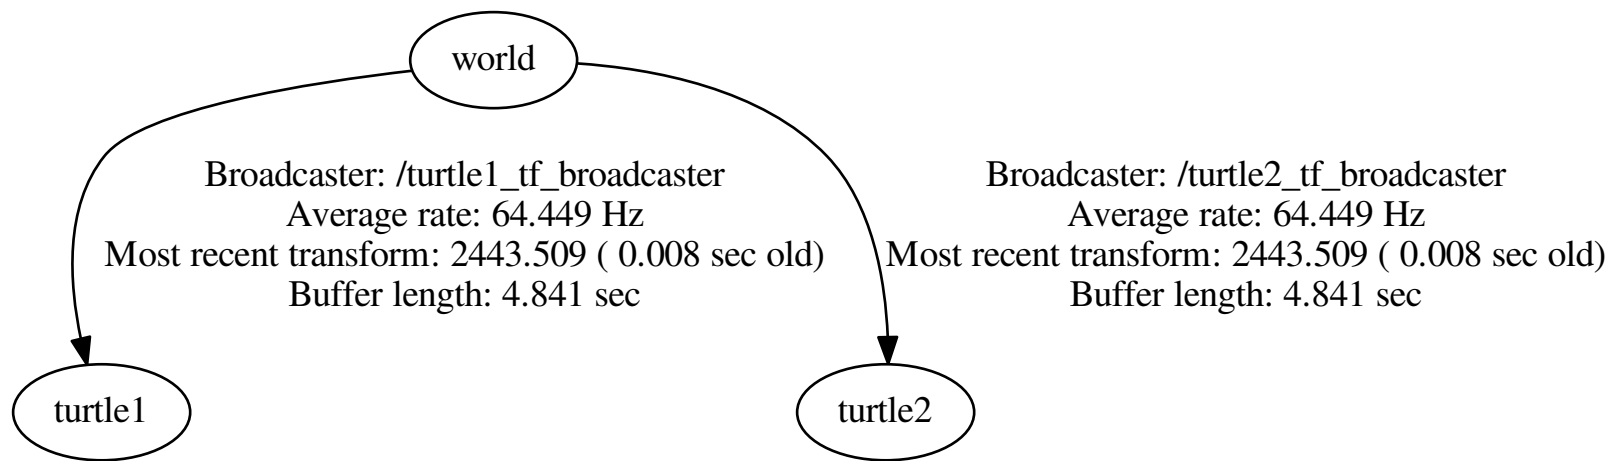 world
Broadcaster: /turtle1_tf_broadcaster
Average rate: 64.449 Hz
Most recent transform: 2443.509 ( 0.008 sec old)
Buffer length: 4.841 sec
Broadcaster: /turtle2_tf_broadcaster
Average rate: 64.449 Hz
Most recent transform: 2443.509 ( 0.008 sec old)
Buffer length: 4.841 sec
turtle1
turtle2